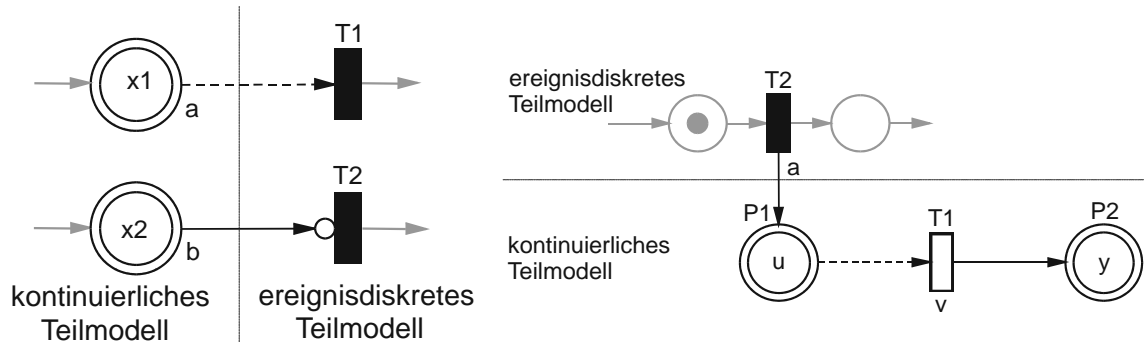 T1
x1
a
T2
x2
b
kontinuierliches
Teilmodell
ereignisdiskretes
Teilmodell
ereignisdiskretes
Teilmodell
T2
a
P1
T1
P2
kontinuierliches
Teilmodell
u
y
v